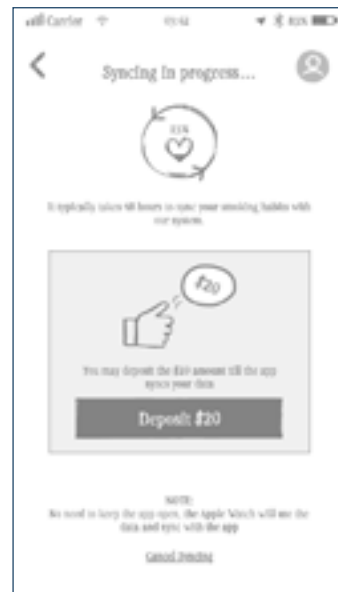 Carrier
Syncing in progress...
It typically takes 48 hours to sync your smoking habits with
our system.
$20
You may deposit the $20 amount till the app
syncs your data
Deposit $20
NOTE:
No need to keep the app open, the Apple Watch will use the
data and sync with the app
Cancel Syncing